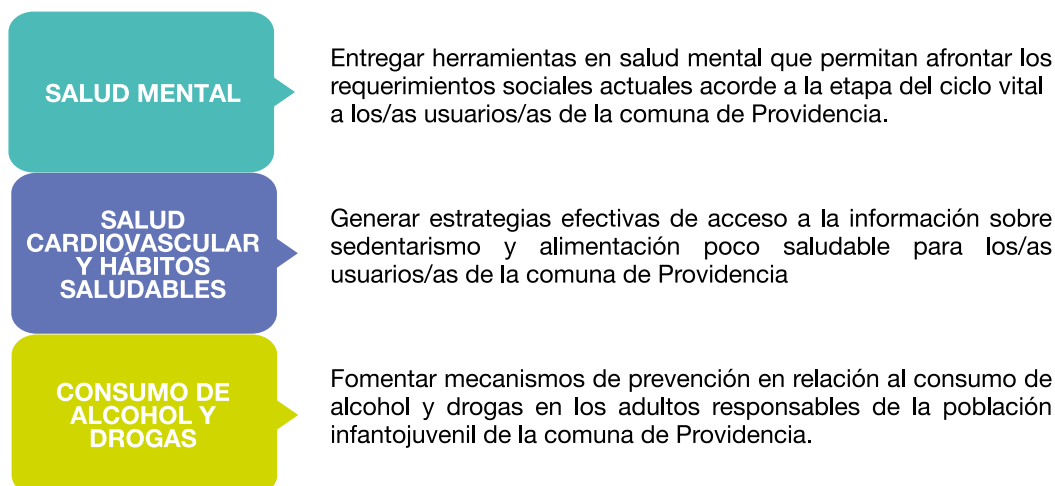 SALUD MENTAL
Entregar herramientas en salud mental que permitan afrontar los
requerimientos sociales actuales acorde a la etapa del ciclo vital
a los/as usuarios/as de la comuna de Providencia.
SALUD
CARDIOVASCULAR
Y HÁBITOS
SALUDABLES
Generar estrategias efectivas de acceso a la información sobre
sedentarismo y alimentación poco saludable para los/as
usuarios/as de la comuna de Providencia
CONSUMO DE
ALCOHOL Y
DROGAS
Fomentar mecanismos de prevención en relación al consumo de
alcohol y drogas en los adultos responsables de la población
infantojuvenil de la comuna de Providencia.